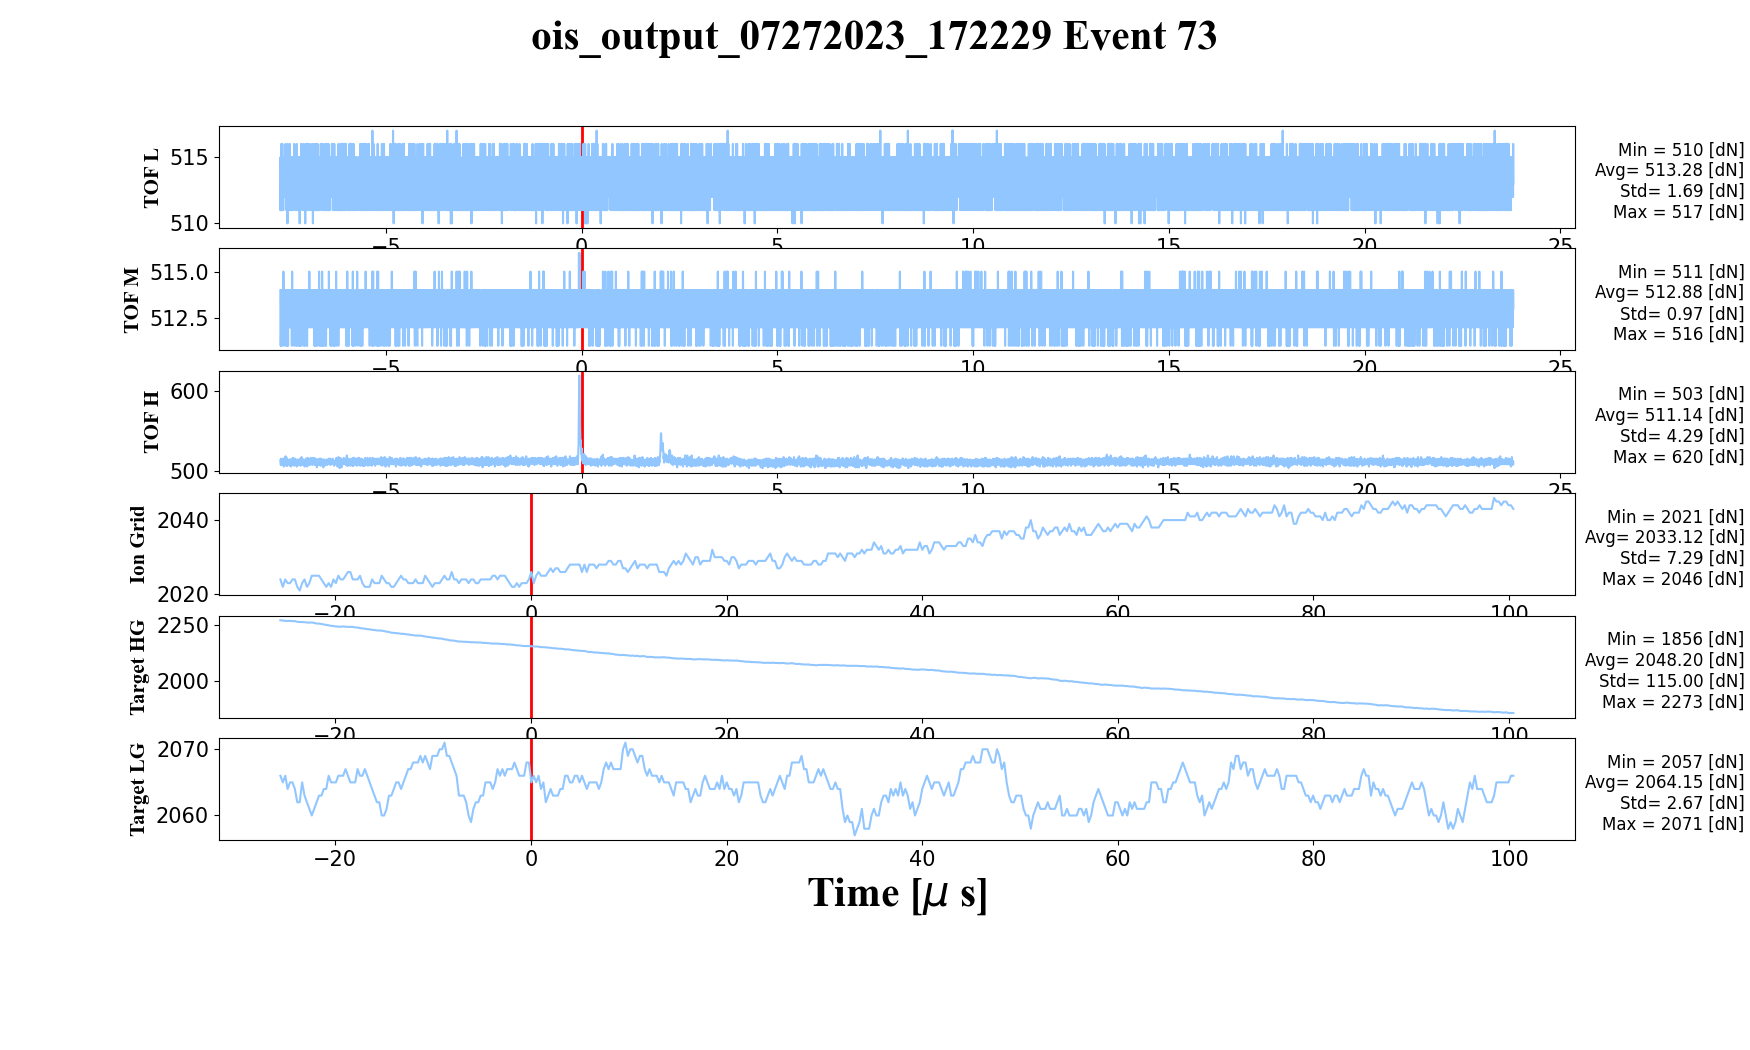 ois_output_07272023_172229 Event 73
TOF L
515
510
Min = 510 [dN]
Avg= 513.28 [dN]
Std= 1.69 [dN]
Max = 517 [dN]
−5 0 5 10 15 20 25
TOF M
515.0
512.5
Min = 511 [dN]
Avg= 512.88 [dN]
Std= 0.97 [dN]
Max = 516 [dN]
−5 0 5 10 15 20 25
TOF H
600
500
Min = 503 [dN]
Avg= 511.14 [dN]
Std= 4.29 [dN]
Max = 620 [dN]
−5 0 5 10 15 20 25
Ion Grid
2040
2020
Min = 2021 [dN]
Avg= 2033.12 [dN]
Std= 7.29 [dN]
Max = 2046 [dN]
−20 0 20 40 60 80 100
Target HG
2250
2000
Min = 1856 [dN]
Avg= 2048.20 [dN]
Std= 115.00 [dN]
Max = 2273 [dN]
−20 0 20 40 60 80 100
Target LG
2070
2060
Min = 2057 [dN]
Avg= 2064.15 [dN]
Std= 2.67 [dN]
Max = 2071 [dN]
−20 0 20 40 60 80 100
Time [μ s]